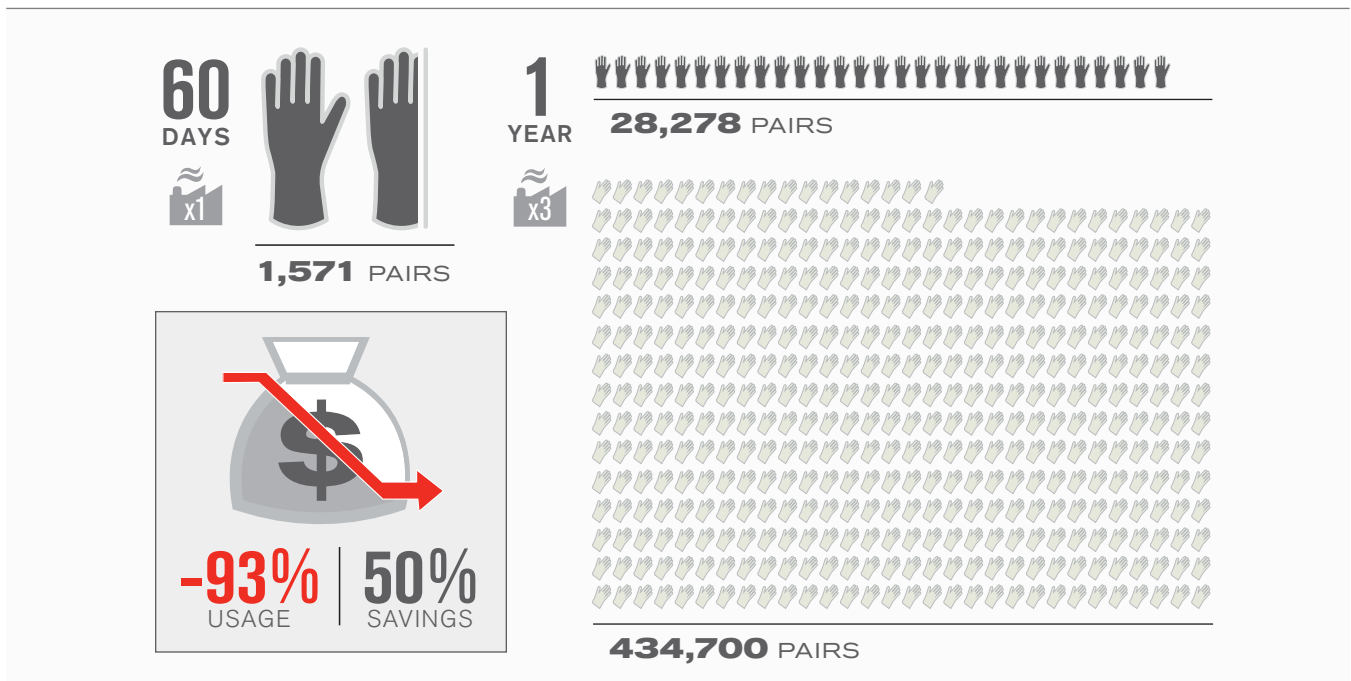 60
DAYS
x1
1,571 PAIRS
1
YEAR
x3
28,278 PAIRS
434,700 PAIRS
$
-93%
USAGE
50%
SAVINGS